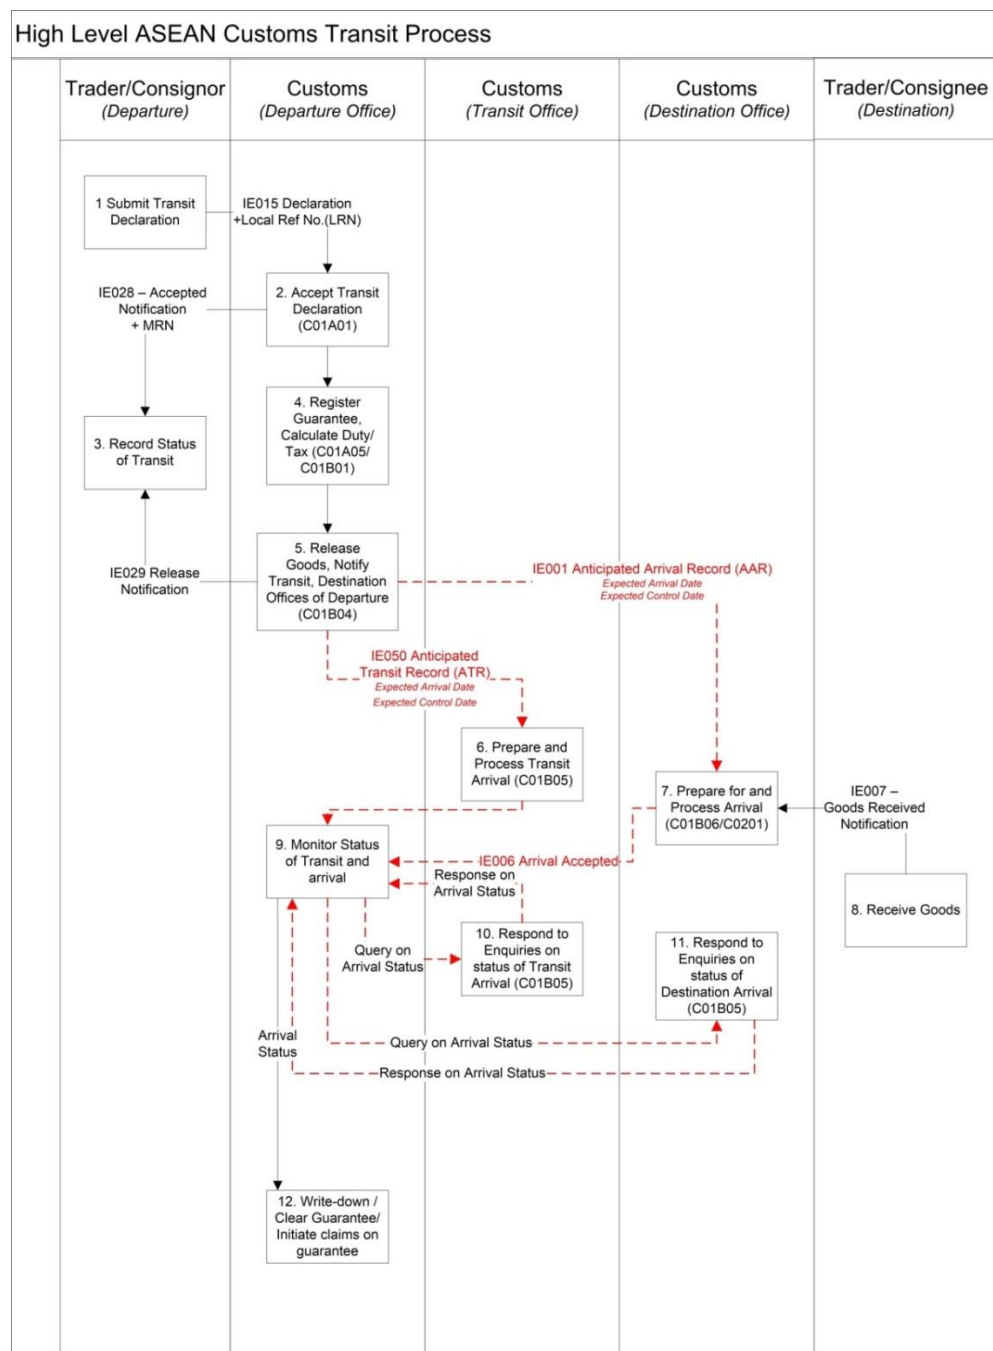 High Level ASEAN Customs Transit Process
Trader/Consignor
(Departure)
Customs
(Departure Office)
Customs
(Transit Office)
Customs
(Destination Office)
Trader/Consignee
(Destination)
1 Submit Transit
Declaration
IE015 Declaration
+Local Ref No.(LRN)
IE028 – Accepted
Notification
+ MRN
2. Accept Transit
Declaration
(C01A01)
3. Record Status
of Transit
4. Register
Guarantee,
Calculate Duty/
Tax (C01A05/
C01B01)
IE029 Release
Notification
5. Release
Goods, Notify
Transit, Destination
Offices of Departure
(C01B04)
IE001 Anticipated Arrival Record (AAR)
Expected Arrival Date
Expected Control Date
IE050 Anticipated
Transit Record (ATR)
Expected Arrival Date
Expected Control Date
6. Prepare and
Process Transit
Arrival (C01B05)
7. Prepare for and
Process Arrival
(C01B06/C0201)
IE007 –
Goods Received
Notification
8. Receive Goods
9. Monitor Status
of Transit and
arrival
IE006 Arrival Accepted
Response on
Arrival Status
Query on
Arrival Status
10. Respond to
Enquiries on
status of Transit
Arrival (C01B05)
11. Respond to
Enquiries on
status of
Destination Arrival
(C01B05)
Arrival
Status
Query on Arrival Status
Response on Arrival Status
12. Write-down /
Clear Guarantee/
Initiate claims on
guarantee